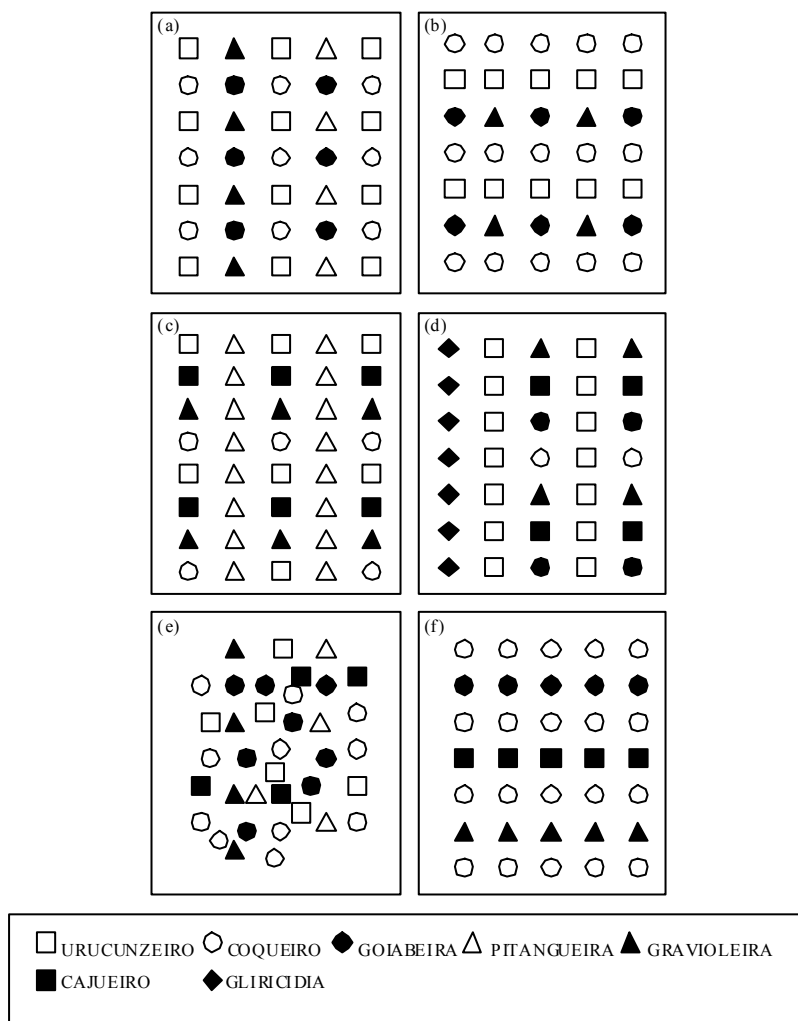 (a)
(b)
(c)
(d)
(e)
(f)
URUCUNZEIRO COQUEIRO GOIABEIRA PITANGUEIRA GRAVIOLEIRA
CAJUEIRO GLIRICIDIA